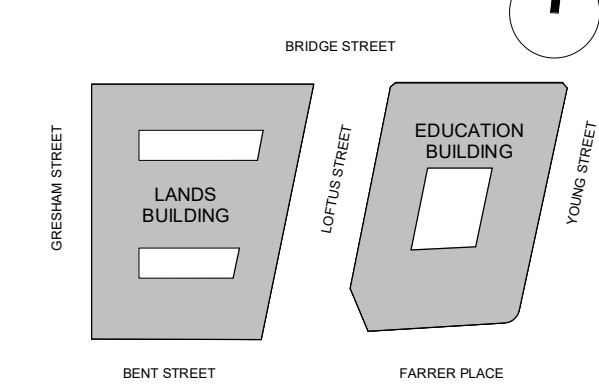 BRIDGE STREET
GRESHAM STREET
LANDS
BUILDING
LOFTUS STREET
EDUCATION
BUILDING
YOUNG STREET
BENT STREET
FARRER PLACE